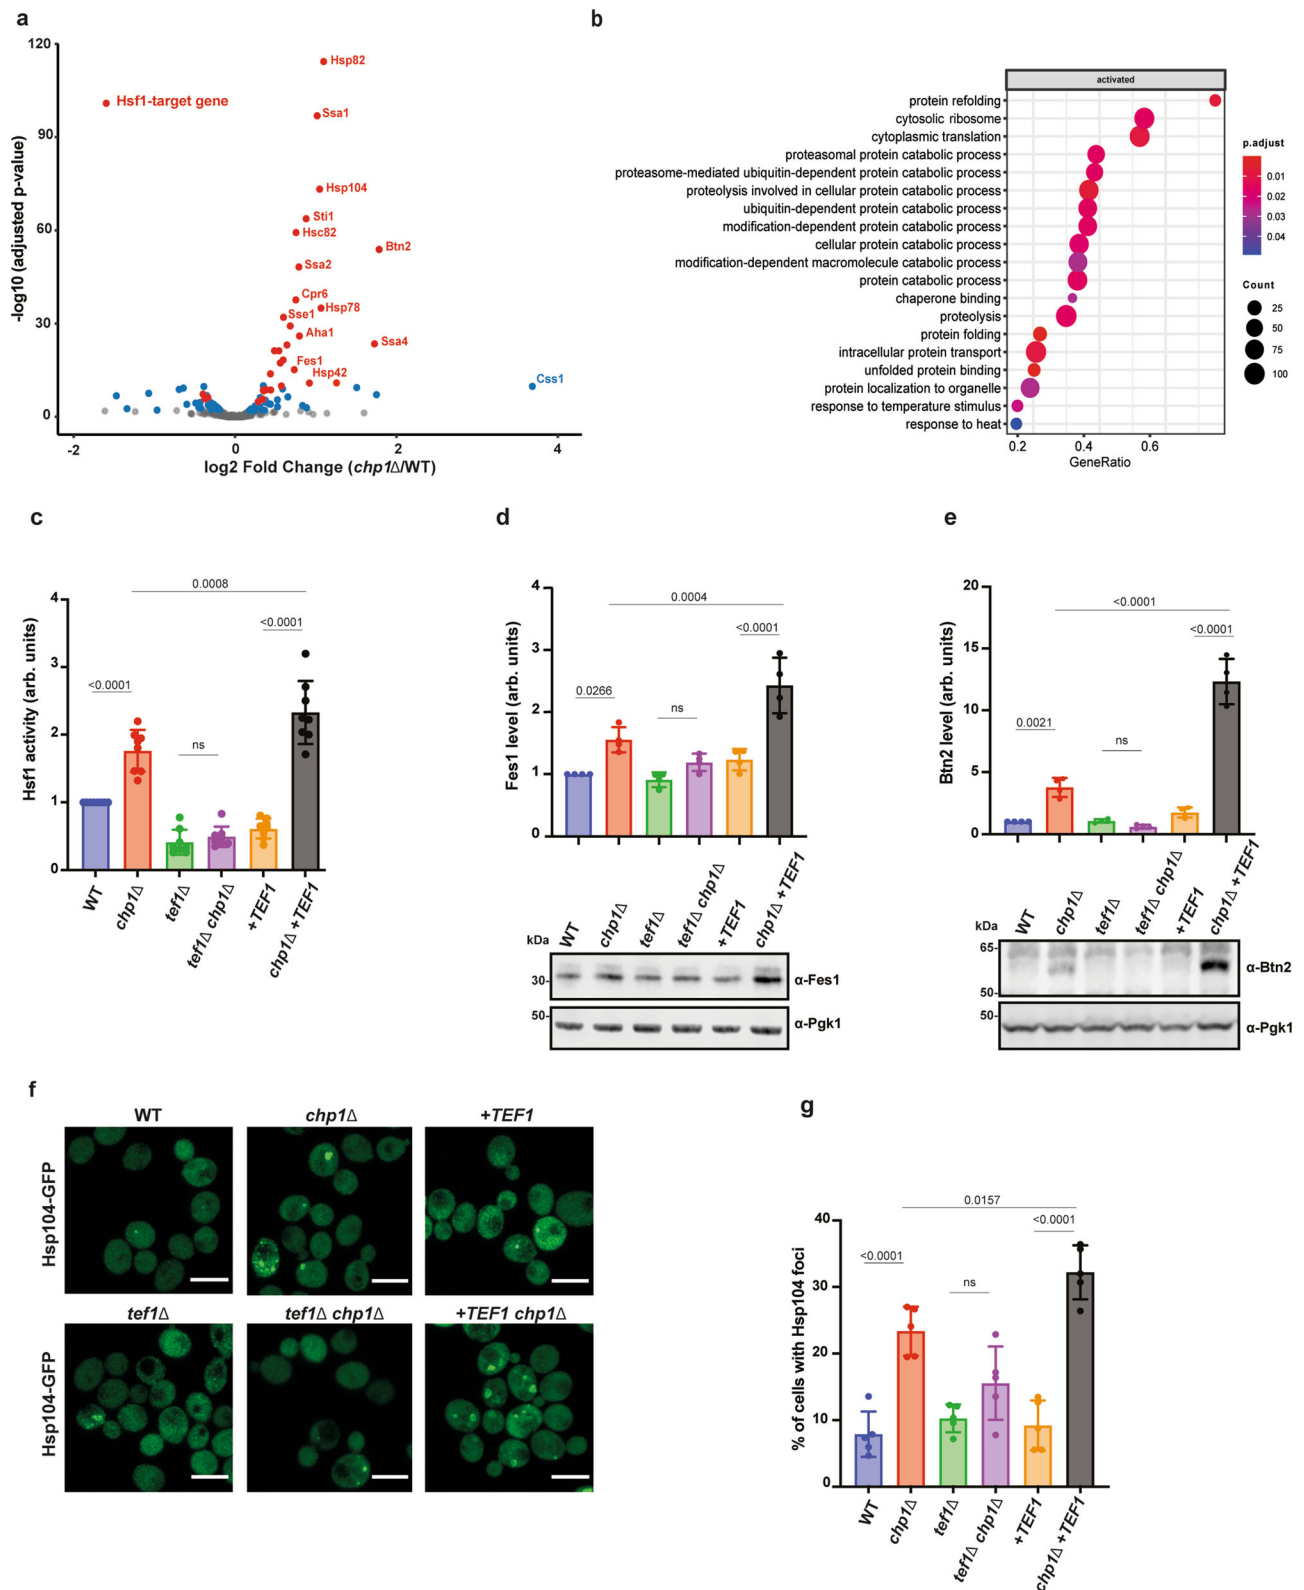 a
120
90
60
30
0
-log10 (adjusted p-value)
Hsf1-target gene
Hsp82
Ssa1
Hsp104
Sti1
Hsc82
Btn2
Ssa2
Cpr6
Hsp78
Sse1
Aha1
Ssa4
Fes1
Hsp42
Css1
-2 0 2 4
log2 Fold Change (chp1Δ/WT)
b
activated
protein refolding
cytosolic ribosome
cytoplasmic translation
proteasomal protein catabolic process
proteasome-mediated ubiquitin-dependent protein catabolic process
proteolysis involved in cellular protein catabolic process
ubiquitin-dependent protein catabolic process
modification-dependent protein catabolic process
cellular protein catabolic process
modification-dependent macromolecule catabolic process
protein catabolic process
chaperone binding
proteolysis
protein folding
intracellular protein transport
unfolded protein binding
protein localization to organelle
response to temperature stimulus
response to heat
0.2 0.4 0.6
GeneRatio
p.adjust
0.01
0.02
0.03
0.04
Count
25
50
75
100
c
Hsf1 activity (arb. units)
4
3
2
1
0
0.0008
<0.0001
<0.0001
ns
WT chp1Δ tef1Δ tef1Δ chp1Δ +TEF1 chp1Δ +TEF1
d
Fes1 level (arb. units)
4
3
2
1
0
0.0004
<0.0001
0.0266
ns
kDa WT chp1Δ tef1Δ tef1Δ chp1Δ +TEF1 chp1Δ +TEF1
30- α-Fes1
50- α-Pgk1
e
Btn2 level (arb. units)
20
15
10
5
0
<0.0001
<0.0001
0.0021
ns
kDa WT chp1Δ tef1Δ tef1Δ chp1Δ +TEF1 chp1Δ +TEF1
65-
α-Btn2
50-
50-
α-Pgk1
f
WT chp1Δ +TEF1
Hsp104-GFP
tef1Δ tef1Δ chp1Δ +TEF1 chp1Δ
Hsp104-GFP
g
% of cells with Hsp104 foci
40
30
20
10
0
0.0157
<0.0001
<0.0001
ns
WT chp1Δ tef1Δ tef1Δ chp1Δ +TEF1 chp1Δ +TEF1